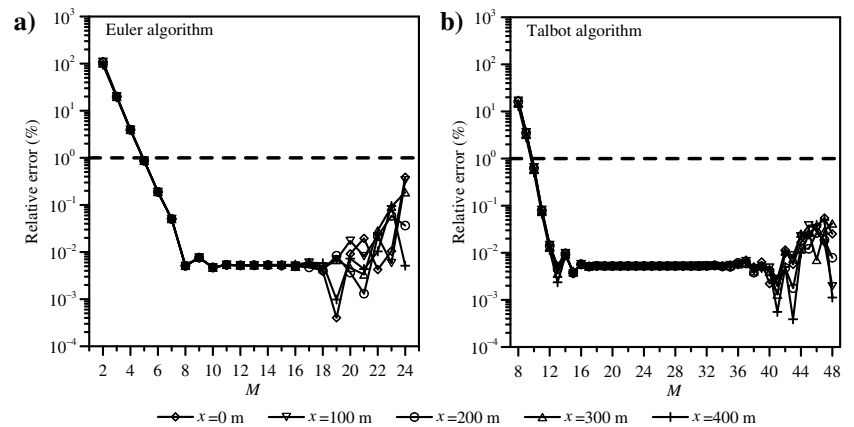 a)
Euler algorithm
Relative error (%)
10³
10²
10¹
10⁰
10⁻¹
10⁻²
10⁻³
10⁻⁴
2 4 6 8 10 12 14 16 18 20 22 24
M
b)
Talbot algorithm
Relative error (%)
10³
10²
10¹
10⁰
10⁻¹
10⁻²
10⁻³
10⁻⁴
8 12 16 20 24 28 32 36 40 44 48
M
x=0 m x=100 m x=200 m x=300 m x=400 m